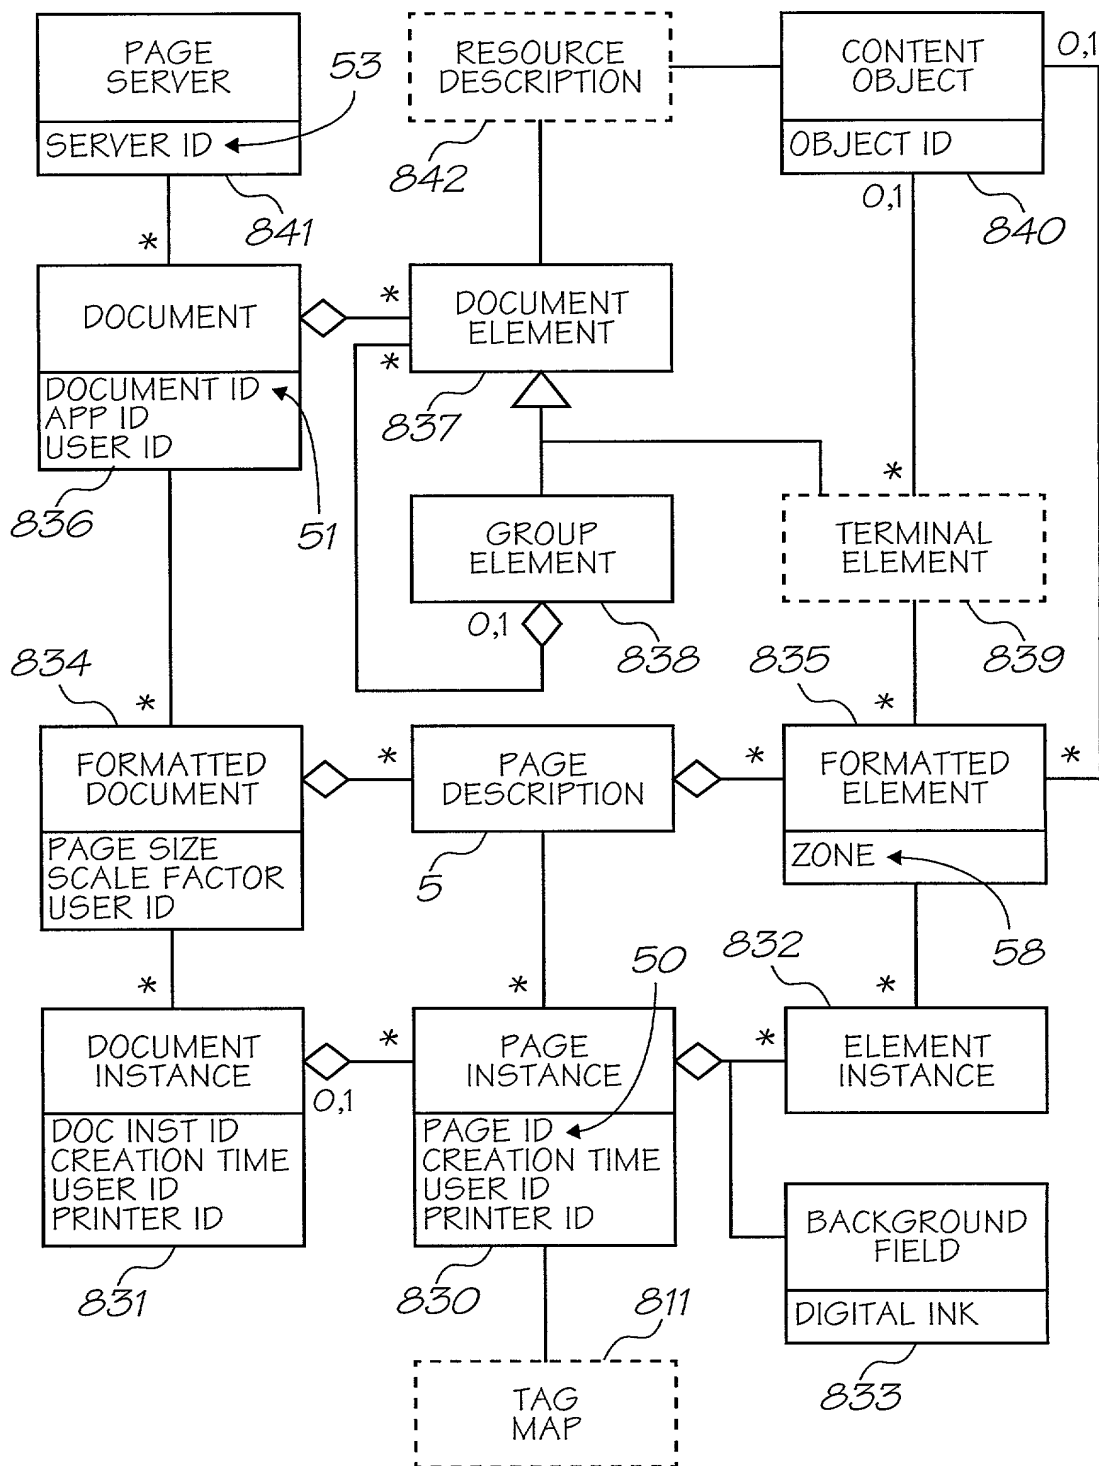 PAGE
SERVER
SERVER ID
53
841
*
RESOURCE
DESCRIPTION
842
CONTENT
OBJECT
OBJECT ID
0,1
0,1
840
DOCUMENT
DOCUMENT ID
APP ID
USER ID
836
51
*
*
DOCUMENT
ELEMENT
837
GROUP
ELEMENT
0,1
838
*
TERMINAL
ELEMENT
839
834
*
FORMATTED
DOCUMENT
PAGE SIZE
SCALE FACTOR
USER ID
*
PAGE
DESCRIPTION
5
835
*
*
*
FORMATTED
ELEMENT
ZONE
58
*
DOCUMENT
INSTANCE
0,1
DOC INST ID
CREATION TIME
USER ID
PRINTER ID
831
*
*
50
PAGE
INSTANCE
PAGE ID
CREATION TIME
USER ID
PRINTER ID
830
832
*
*
ELEMENT
INSTANCE
BACKGROUND
FIELD
DIGITAL INK
833
811
TAG
MAP